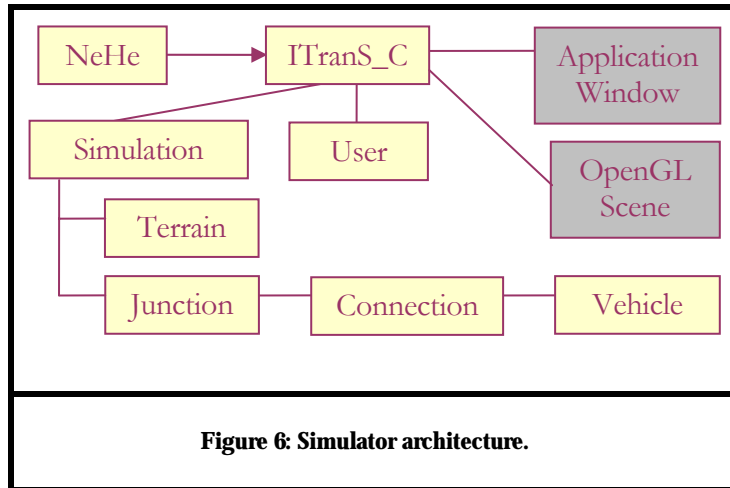 NeHe
ITranS_C
Application
Window
Simulation
User
OpenGL
Scene
Terrain
Junction
Connection
Vehicle
Figure 6: Simulator architecture.